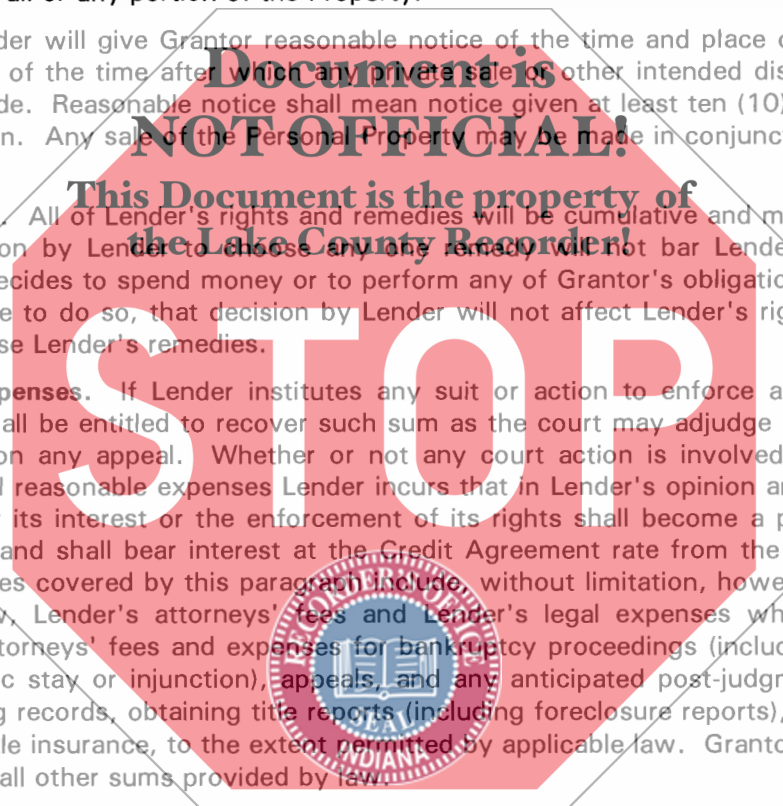 all or any portion of the Property.
der will give Grantor reasonable notice of the time and place o
of the time after which any private sale or other intended dis
de. Reasonable notice shall mean notice given at least ten (10)
n. Any sale of the Personal Property may be made in conjunc
. All of Lender's rights and remedies will be cumulative and m
on by Lender to choose any one remedy will not bar Lende
ecides to spend money or to perform any of Grantor's obligatio
e to do so, that decision by Lender will not affect Lender's rig
se Lender's remedies.
penses. If Lender institutes any suit or action to enforce a
all be entitled to recover such sum as the court may adjudge
on any appeal. Whether or not any court action is involved
l reasonable expenses Lender incurs that in Lender's opinion a
its interest or the enforcement of its rights shall become a p
and shall bear interest at the Credit Agreement rate from the
es covered by this paragraph include, without limitation, howe
w, Lender's attorneys' fees and Lender's legal expenses wh
torneys' fees and expenses for bankruptcy proceedings (includ
c stay or injunction), appeals, and any anticipated post-judgr
g records, obtaining title reports (including foreclosure reports),
le insurance, to the extent permitted by applicable law. Granto
all other sums provided by law.
Document is
NOT OFFICIAL!
This Document is the property of
the Lake County Recorder!
STOP
RECORDER'S OFFICE
SEAL
INDIANA